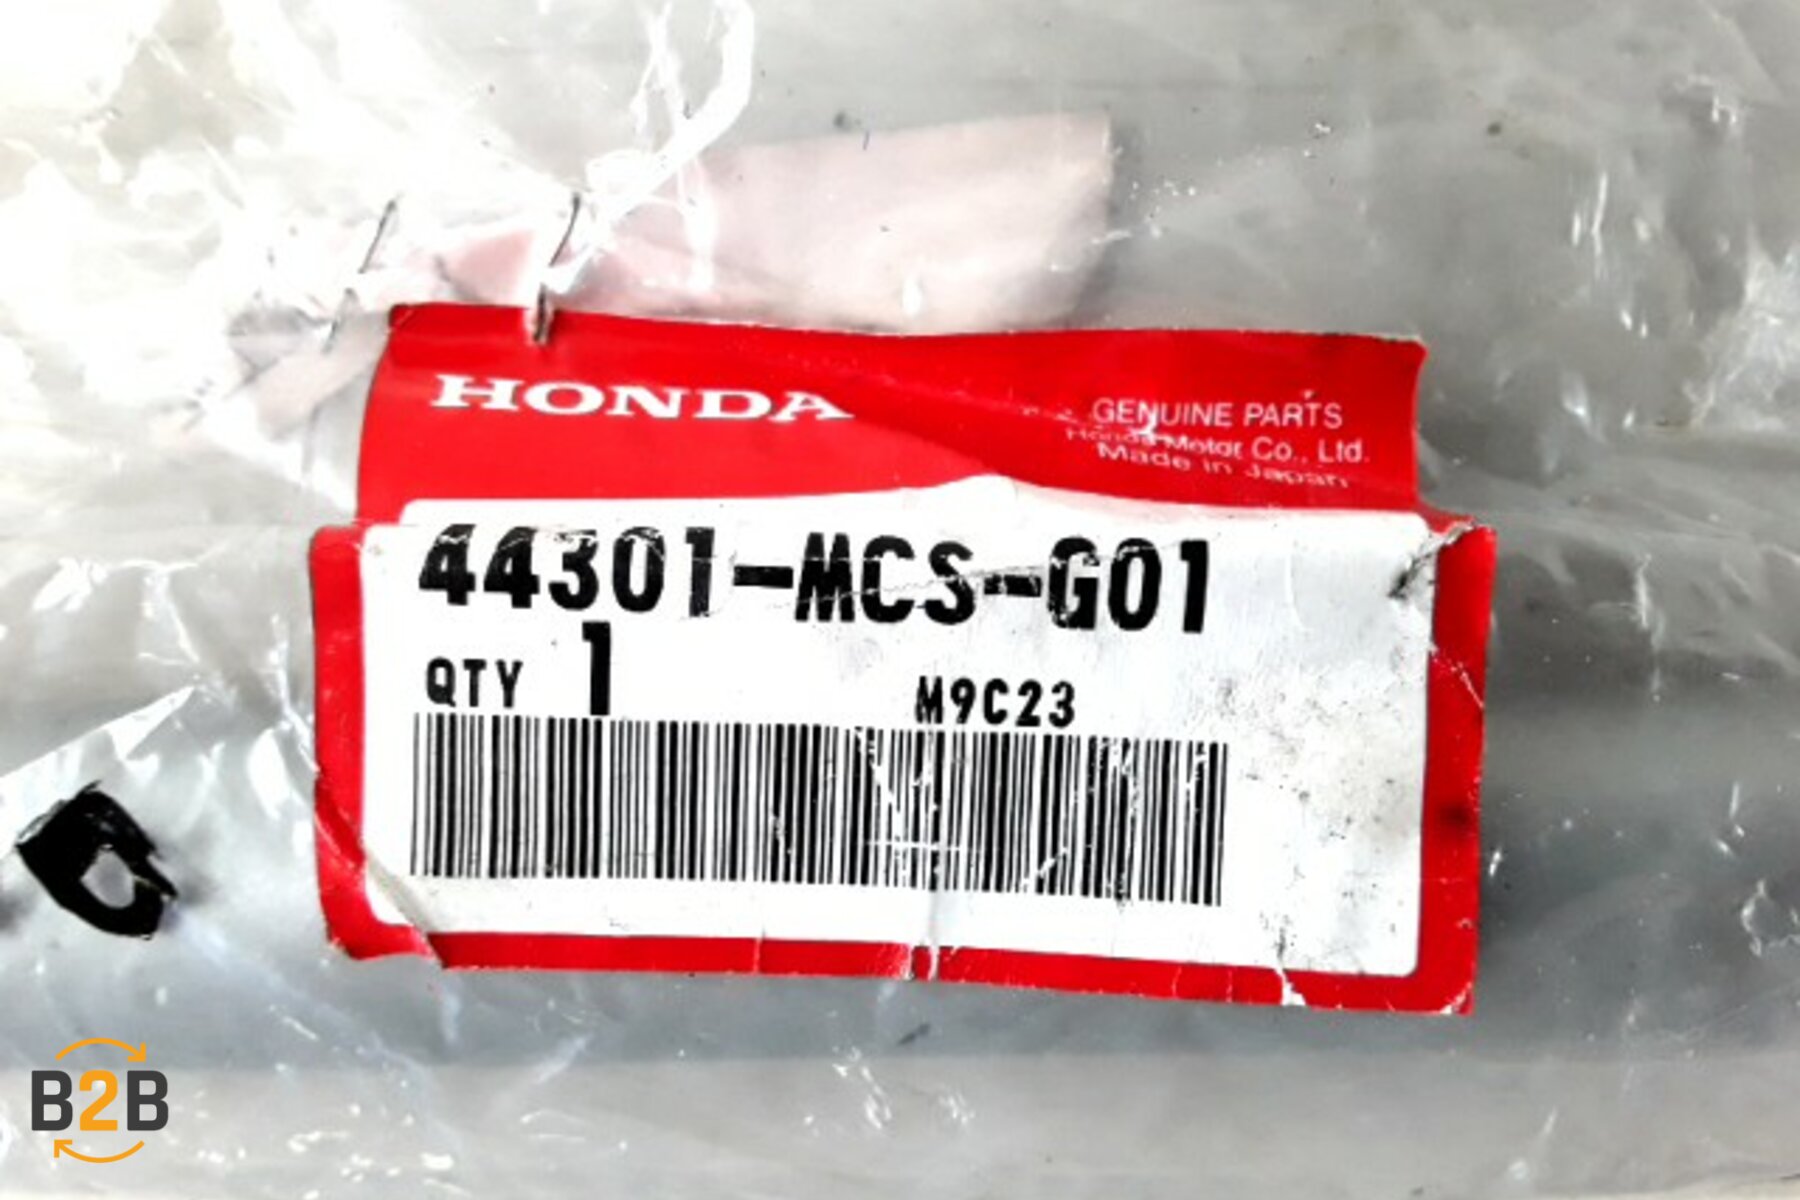 HONDA
GENUINE PARTS
Honda Motor Co., Ltd.
Made in Japan
44301-MCS-G01
QTY 1
M9C23
B2B